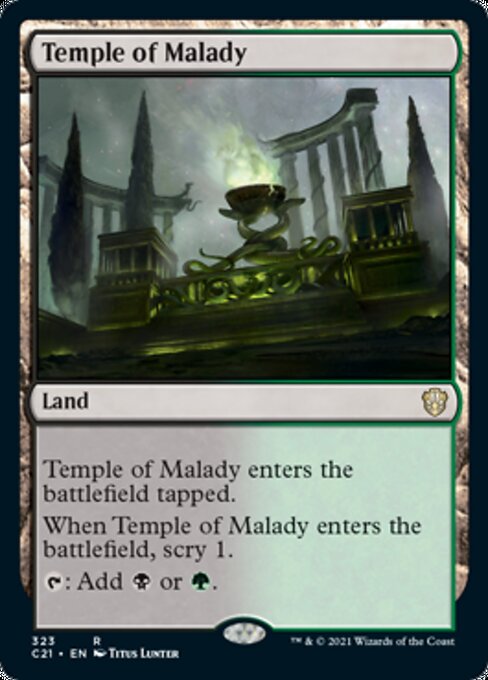 Temple of Malady
Land
Temple of Malady enters the
battlefield tapped.
When Temple of Malady enters the
battlefield, scry 1.
: Add or .
323 R
C21 • EN Titus Lunter
™ & © 2021 Wizards of the Coast